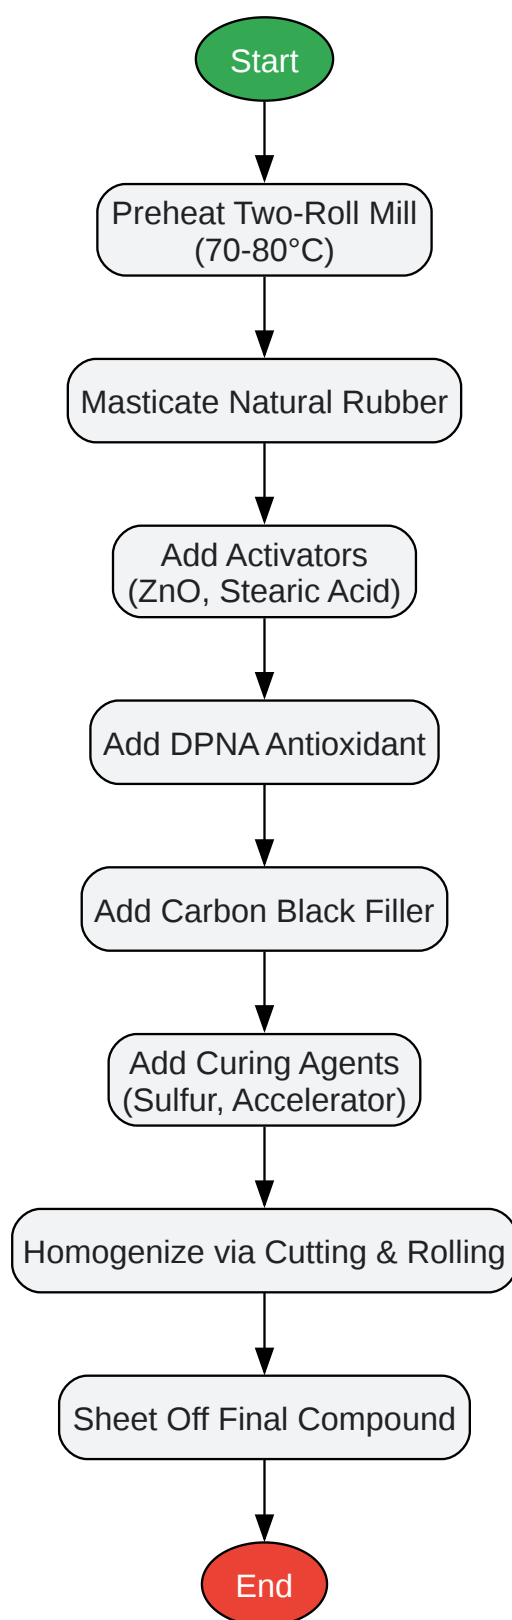 Start
Preheat Two-Roll Mill
(70-80°C)
Masticate Natural Rubber
Add Activators
(ZnO, Stearic Acid)
Add DPNA Antioxidant
Add Carbon Black Filler
Add Curing Agents
(Sulfur, Accelerator)
Homogenize via Cutting & Rolling
Sheet Off Final Compound
End